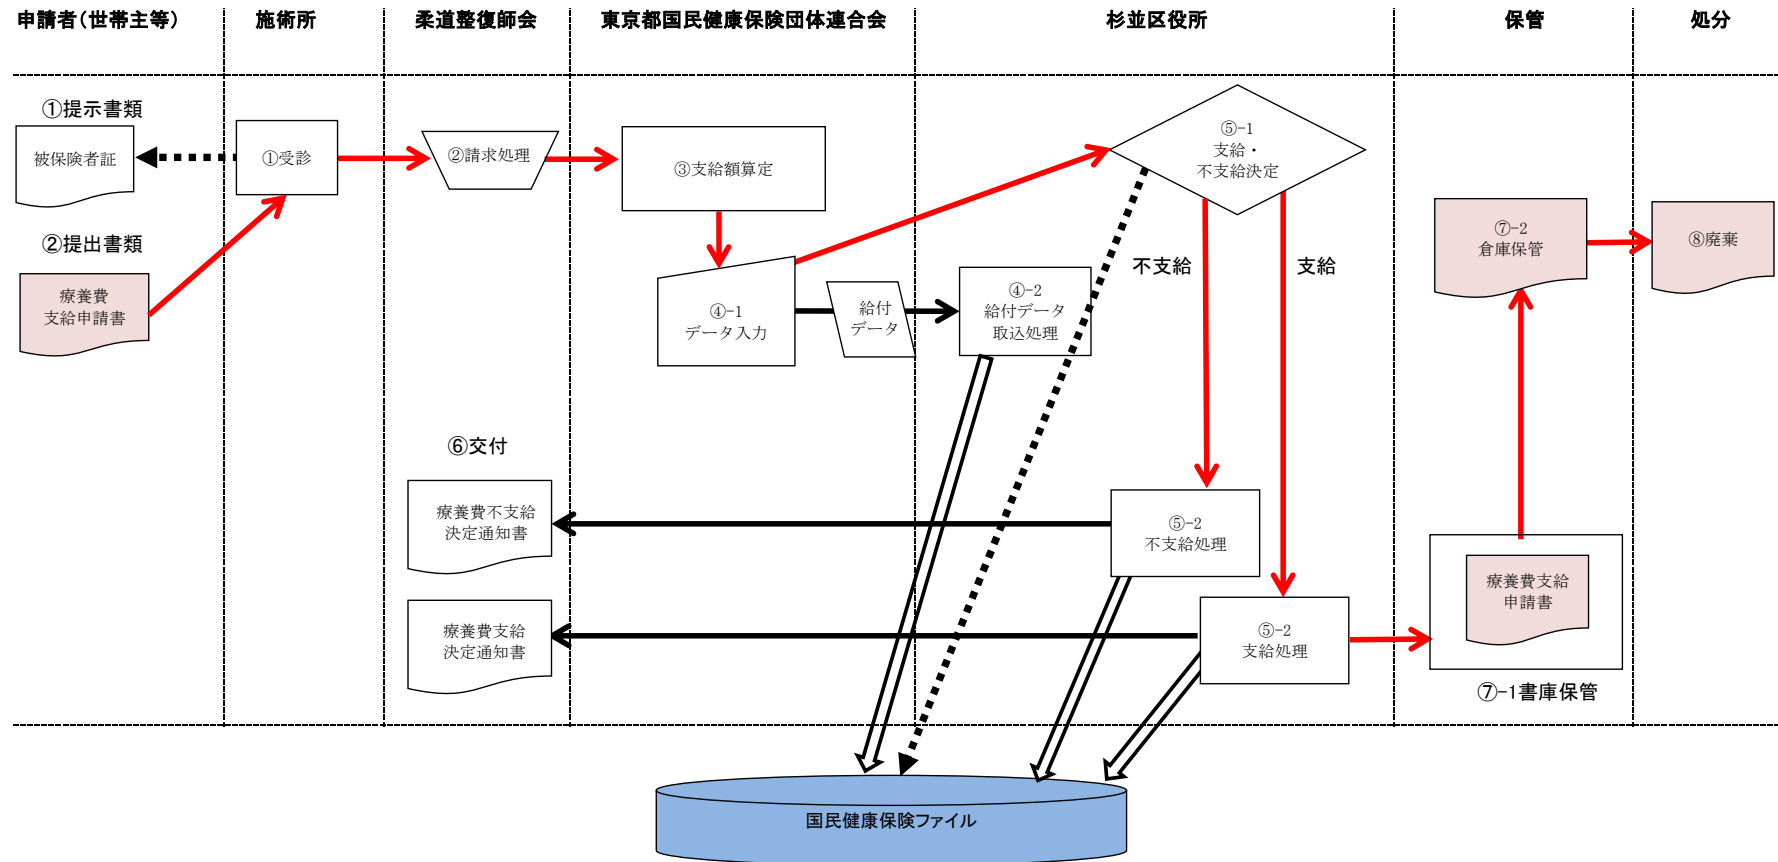 申請者(世帯主等)
施術所
柔道整復師会
東京都国民健康保険団体連合会
杉並区役所
保管
処分
①提示書類
被保険者証
①受診
②請求処理
③支給額算定
⑤-1
支給・
不支給決定
②提出書類
療養費
支給申請書
④-1
データ入力
給付
データ
④-2
給付データ
取込処理
不支給
支給
⑦-2
倉庫保管
⑧廃棄
⑥交付
療養費不支給
決定通知書
⑤-2
不支給処理
療養費支給
決定通知書
⑤-2
支給処理
療養費支給
申請書
⑦-1書庫保管
国民健康保険ファイル